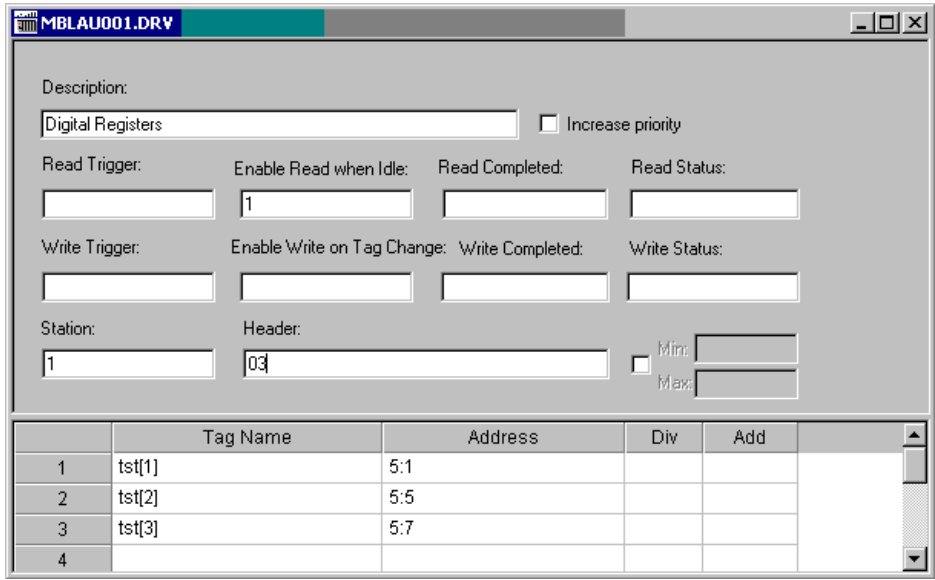 MBLAU001.DRV
Description:
Digital Registers
Increase priority
Read Trigger: Enable Read when Idle: Read Completed: Read Status:
1
Write Trigger: Enable Write on Tag Change: Write Completed: Write Status:
Station: Header:
1 03
Min:
Max:
Tag Name Address Div Add
1 tst[1] 5:1
2 tst[2] 5:5
3 tst[3] 5:7
4